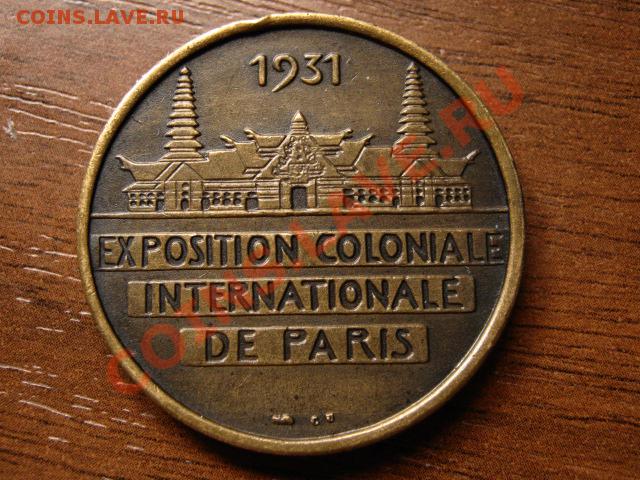 COINS.LAVE.RU
1931
EXPOSITION COLONIALE
INTERNATIONALE
DE PARIS
COINS.LAVE.RU